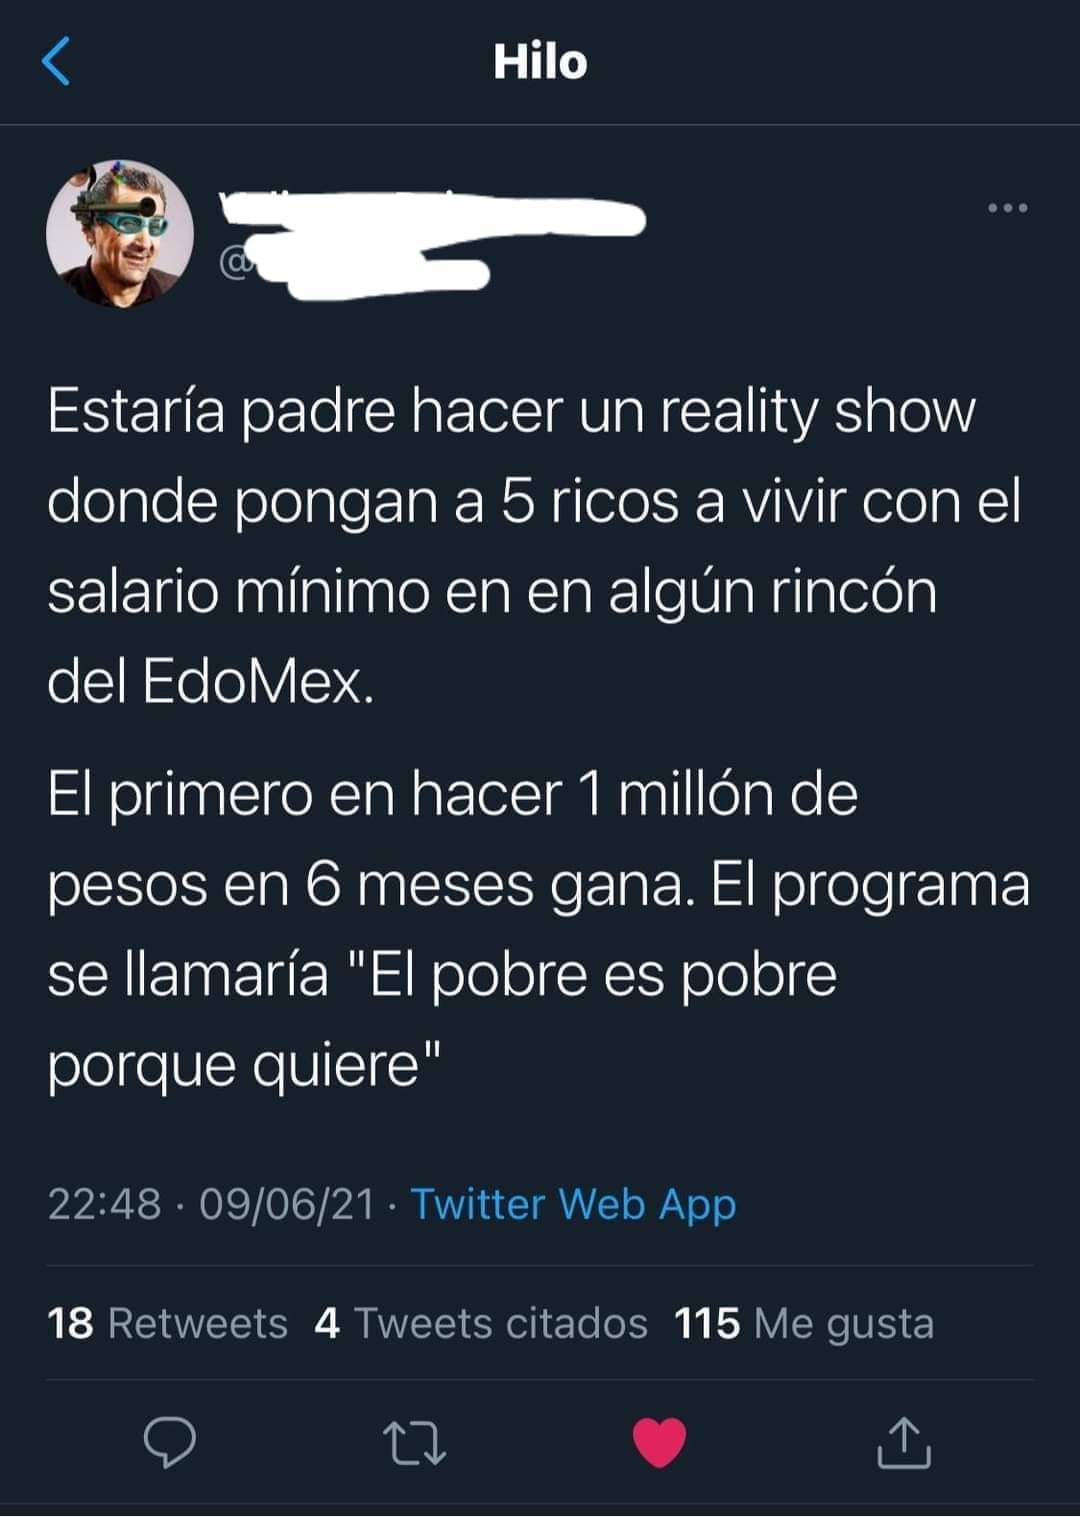 Hilo
@
Estaría padre hacer un reality show
donde pongan a 5 ricos a vivir con el
salario mínimo en en algún rincón
del EdoMex.
El primero en hacer 1 millón de
pesos en 6 meses gana. El programa
se llamaría "El pobre es pobre
porque quiere"
22:48 · 09/06/21 · Twitter Web App
18 Retweets 4 Tweets citados 115 Me gusta